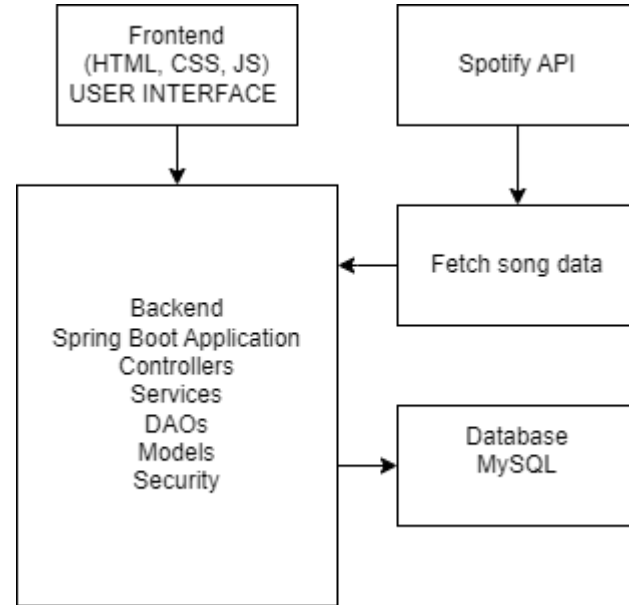 Frontend
(HTML, CSS, JS)
USER INTERFACE
Spotify API
Fetch song data
Backend
Spring Boot Application
Controllers
Services
DAOs
Models
Security
Database
MySQL